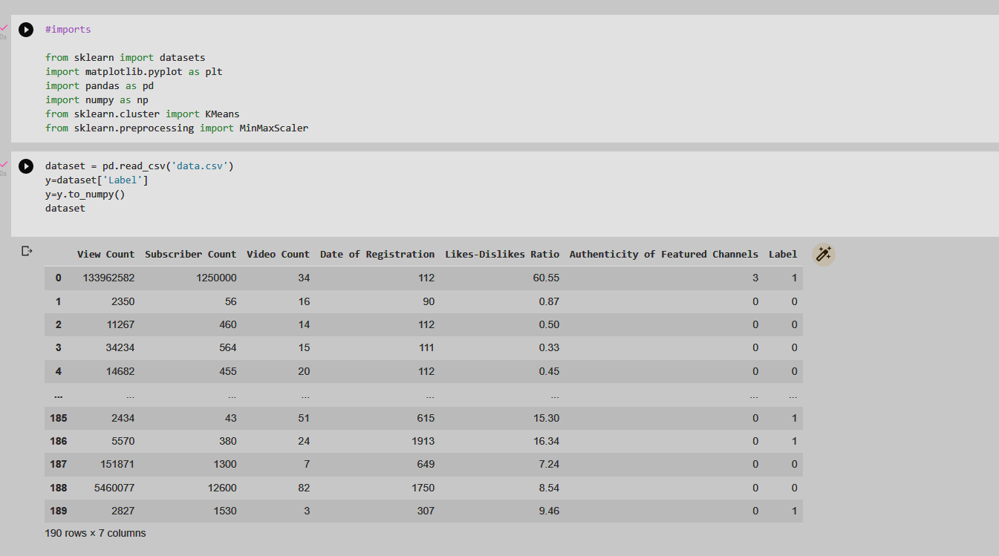 #imports
0s
from sklearn import datasets
import matplotlib.pyplot as plt
import pandas as pd
import numpy as np
from sklearn.cluster import KMeans
from sklearn.preprocessing import MinMaxScaler
dataset = pd.read_csv('data.csv')
0s
y=dataset['Label']
y=y.to_numpy()
dataset
View Count Subscriber Count Video Count Date of Registration Likes-Dislikes Ratio Authenticity of Featured Channels Label
0 133962582 1250000 34 112 60.55 3 1
1 2350 56 16 90 0.87 0 0
2 11267 460 14 112 0.50 0 0
3 34234 564 15 111 0.33 0 0
4 14682 455 20 112 0.45 0 0
... ... ... ... ... ... ... ...
185 2434 43 51 615 15.30 0 1
186 5570 380 24 1913 16.34 0 1
187 151871 1300 7 649 7.24 0 0
188 5460077 12600 82 1750 8.54 0 0
189 2827 1530 3 307 9.46 0 1
190 rows × 7 columns